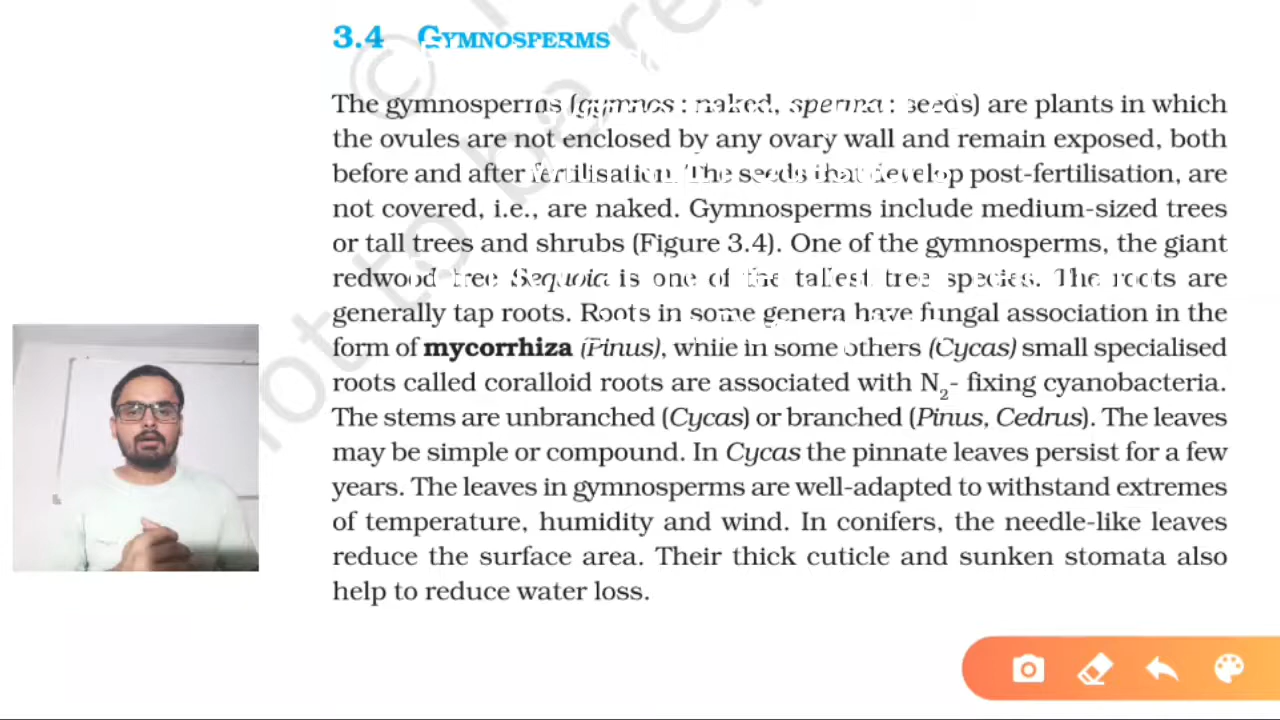 3.4 GYMNOSPERMS
The gymnosperms (gymnos : naked, sperma : seeds) are plants in which
the ovules are not enclosed by any ovary wall and remain exposed, both
before and after fertilisation. The seeds that develop post-fertilisation, are
not covered, i.e., are naked. Gymnosperms include medium-sized trees
or tall trees and shrubs (Figure 3.4). One of the gymnosperms, the giant
redwood tree Sequoia is one of the tallest tree species. The roots are
generally tap roots. Roots in some genera have fungal association in the
form of mycorrhiza (Pinus), while in some others (Cycas) small specialised
roots called coralloid roots are associated with N₂- fixing cyanobacteria.
The stems are unbranched (Cycas) or branched (Pinus, Cedrus). The leaves
may be simple or compound. In Cycas the pinnate leaves persist for a few
years. The leaves in gymnosperms are well-adapted to withstand extremes
of temperature, humidity and wind. In conifers, the needle-like leaves
reduce the surface area. Their thick cuticle and sunken stomata also
help to reduce water loss.